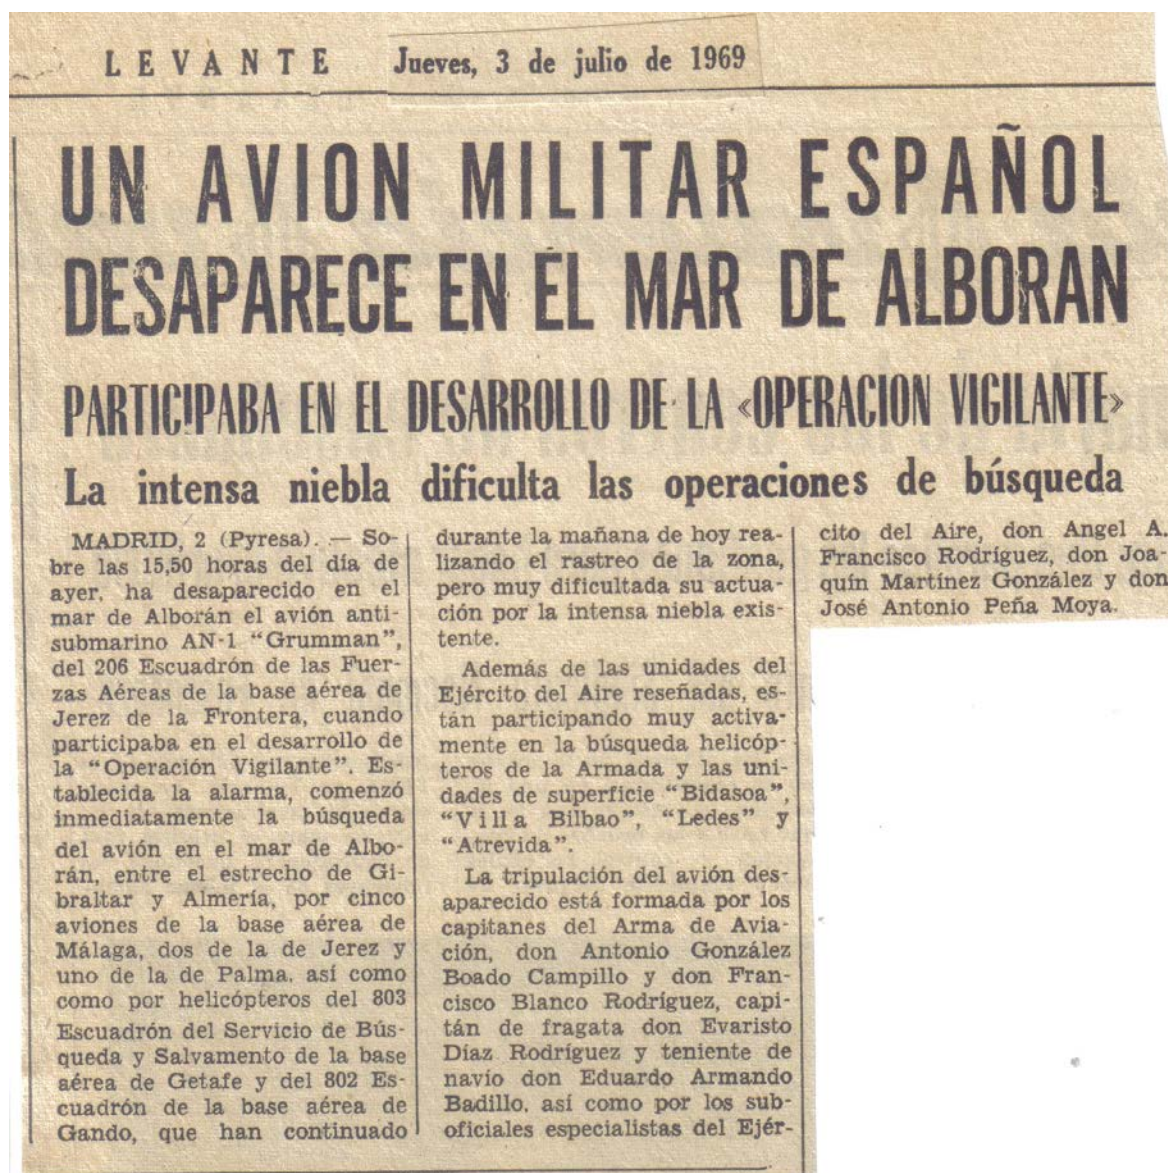 LEVANTE Jueves, 3 de julio de 1969
UN AVION MILITAR ESPAÑOL
DESAPARECE EN EL MAR DE ALBORAN
PARTICIPABA EN EL DESARROLLO DE LA «OPERACION VIGILANTE»
La intensa niebla dificulta las operaciones de búsqueda
MADRID, 2 (Pyresa). — So-
bre las 15,50 horas del día de
ayer, ha desaparecido en el
mar de Alborán el avión anti-
submarino AN-1 “Grumman”,
del 206 Escuadrón de las Fuer-
zas Aéreas de la base aérea de
Jerez de la Frontera, cuando
participaba en el desarrollo de
la “Operación Vigilante”. Es-
tablecida la alarma, comenzó
inmediatamente la búsqueda
del avión en el mar de Albo-
rán, entre el estrecho de Gi-
braltar y Almería, por cinco
aviones de la base aérea de
Málaga, dos de la de Jerez y
uno de la de Palma, así como
como por helicópteros del 803
Escuadrón del Servicio de Bús-
queda y Salvamento de la base
aérea de Getafe y del 802 Es-
cuadrón de la base aérea de
Gando, que han continuado
durante la mañana de hoy rea-
lizando el rastreo de la zona,
pero muy dificultada su actua-
ción por la intensa niebla exis-
tente.
Además de las unidades del
Ejército del Aire reseñadas, es-
tán participando muy activa-
mente en la búsqueda helicóp-
teros de la Armada y las uni-
dades de superficie “Bidasoa”,
“Villa Bilbao”, “Ledes” y
“Atrevida”.
La tripulación del avión des-
aparecido está formada por los
capitanes del Arma de Avia-
ción, don Antonio González
Boado Campillo y don Fran-
cisco Blanco Rodríguez, capi-
tán de fragata don Evaristo
Díaz Rodríguez y teniente de
navío don Eduardo Armando
Badillo, así como por los sub-
oficiales especialistas del Ejér-
cito del Aire, don Angel A.
Francisco Rodríguez, don Joa-
quín Martínez González y don
José Antonio Peña Moya.